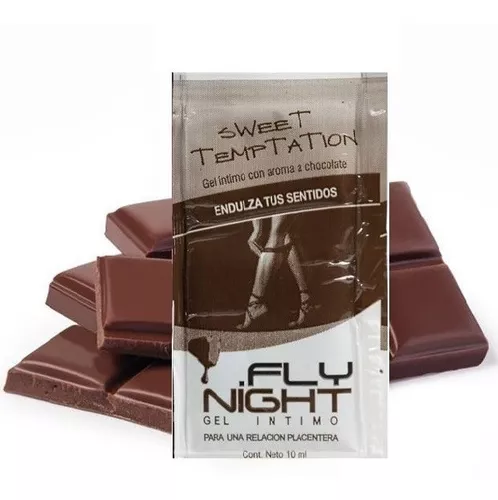 SWEET
TEMPTATION
Gel íntimo con aroma a chocolate
ENDULZA TUS SENTIDOS
FLY
NIGHT
GEL INTIMO
PARA UNA RELACION PLACENTERA
Cont. Neto 10 ml